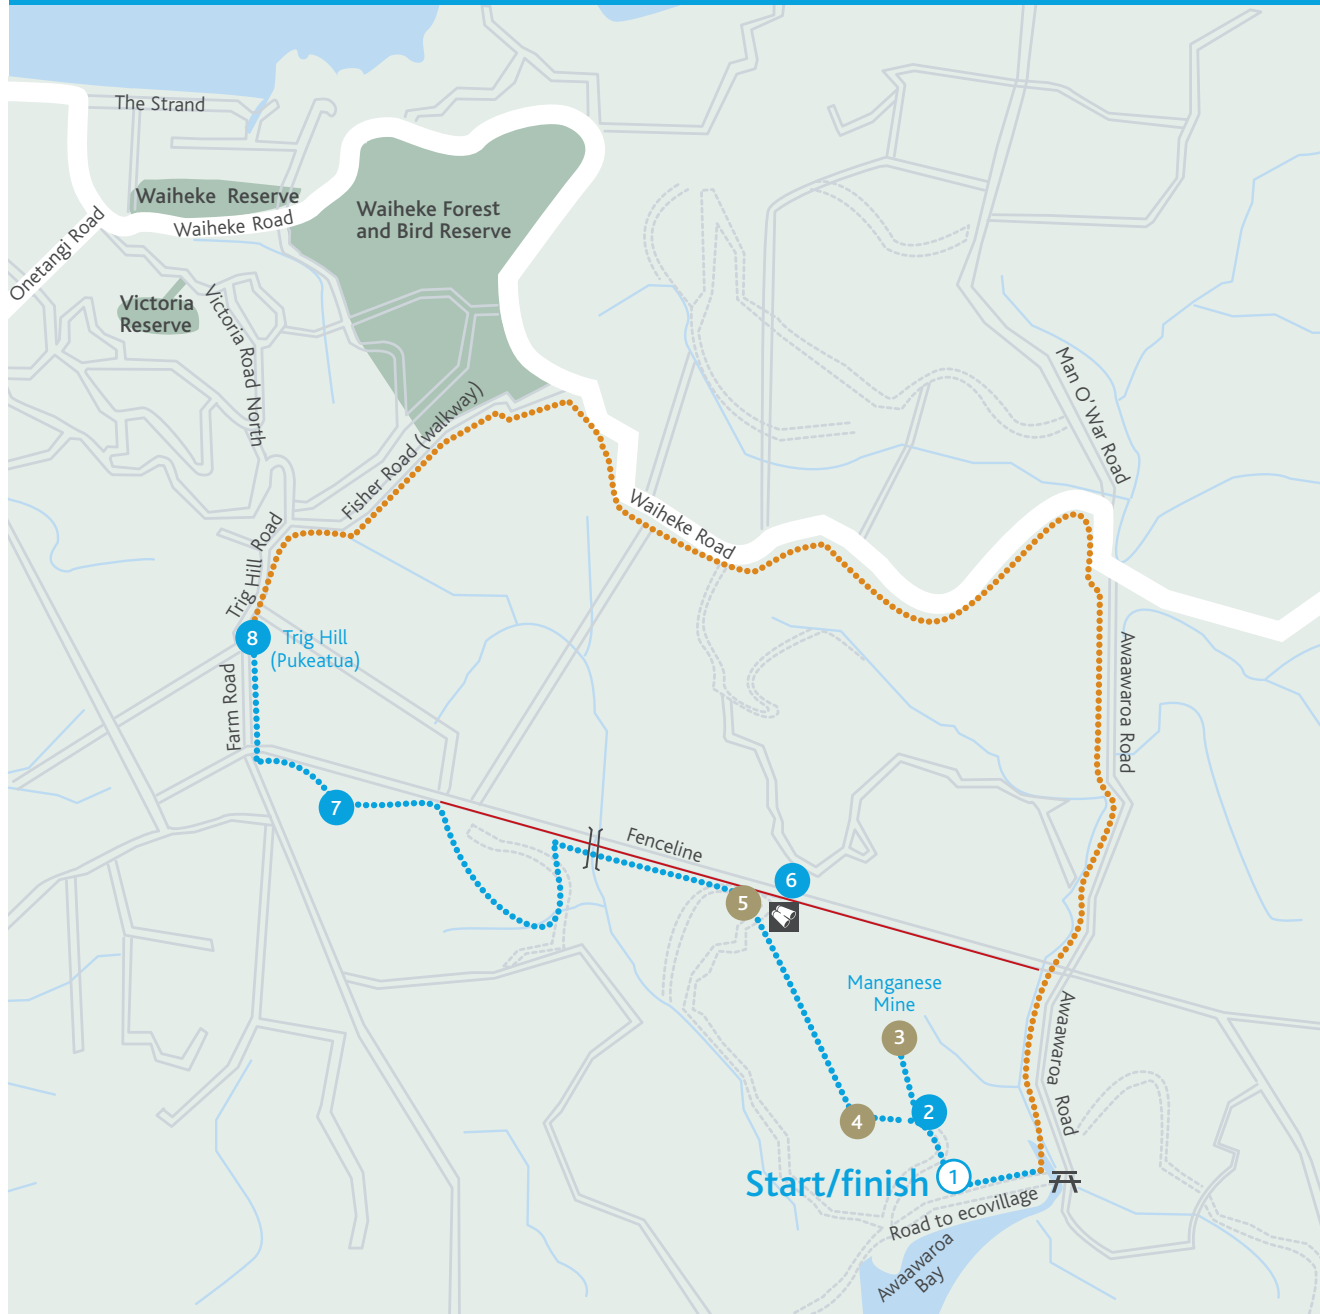 The Strand
Waiheke Reserve
Waiheke Road
Waiheke Forest
and Bird Reserve
Onetangi Road
Victoria
Reserve
Victoria Road North
Man O' War Road
Fisher Road (walkway)
Waiheke Road
Trig Hill Road
8
Trig Hill
(Pukeatua)
Farm Road
Awaawaroa Road
7
Fenceline
6
5
Manganese
Mine
3
Awaawaroa Road
4
2
Start/finish
1
Road to ecovillage
Awaawaroa
Bay